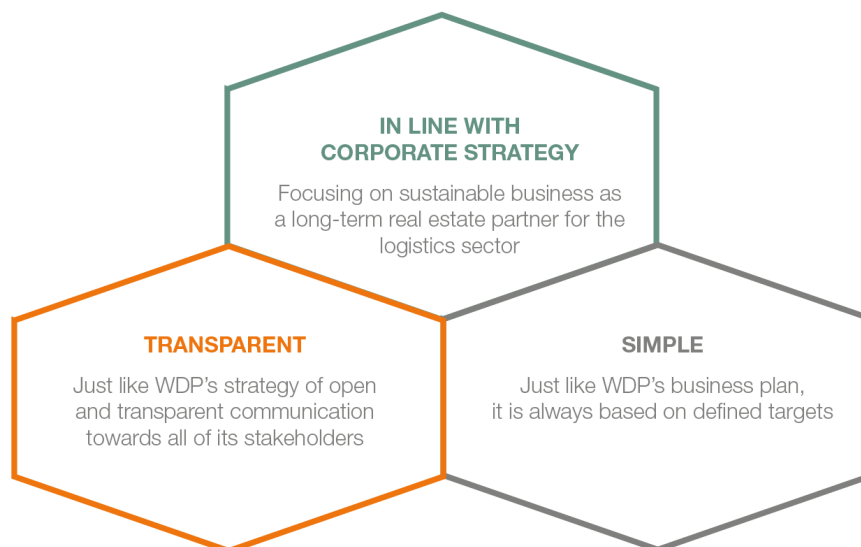 IN LINE WITH
CORPORATE STRATEGY
Focusing on sustainable business as
a long-term real estate partner for the
logistics sector
TRANSPARENT
Just like WDP’s strategy of open
and transparent communication
towards all of its stakeholders
SIMPLE
Just like WDP’s business plan,
it is always based on defined targets